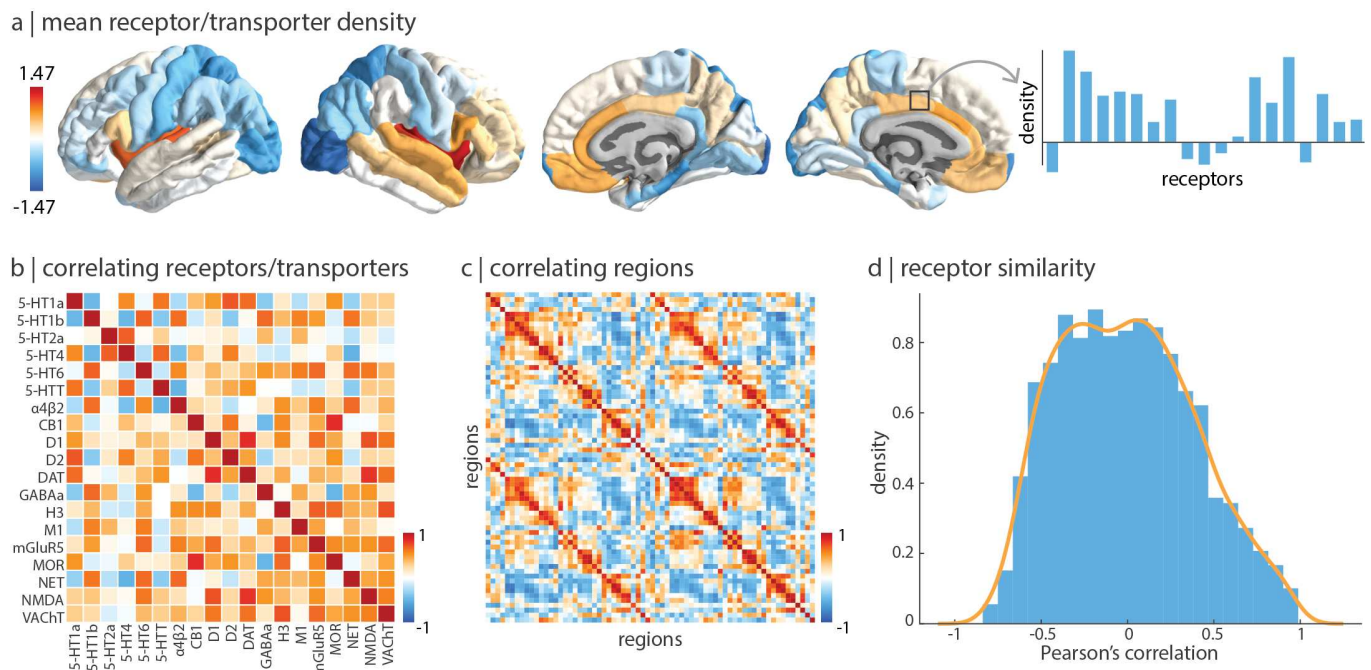 a | mean receptor/transporter density
1.47
-1.47
density
receptors
b | correlating receptors/transporters
5-HT1a
5-HT1b
5-HT2a
5-HT4
5-HT6
5-HTT
α4β2
CB1
D1
D2
DAT
GABAa
H3
M1
mGluR5
MOR
NET
NMDA
VAChT
5-HT1a
5-HT1b
5-HT2a
5-HT4
5-HT6
5-HTT
α4β2
CB1
D1
D2
DAT
GABAa
H3
M1
mGluR5
MOR
NET
NMDA
VAChT
1
-1
c | correlating regions
regions
regions
1
-1
d | receptor similarity
density
0.8
0.6
0.4
0.2
0
-1
-0.5
0
0.5
1
Pearson's correlation